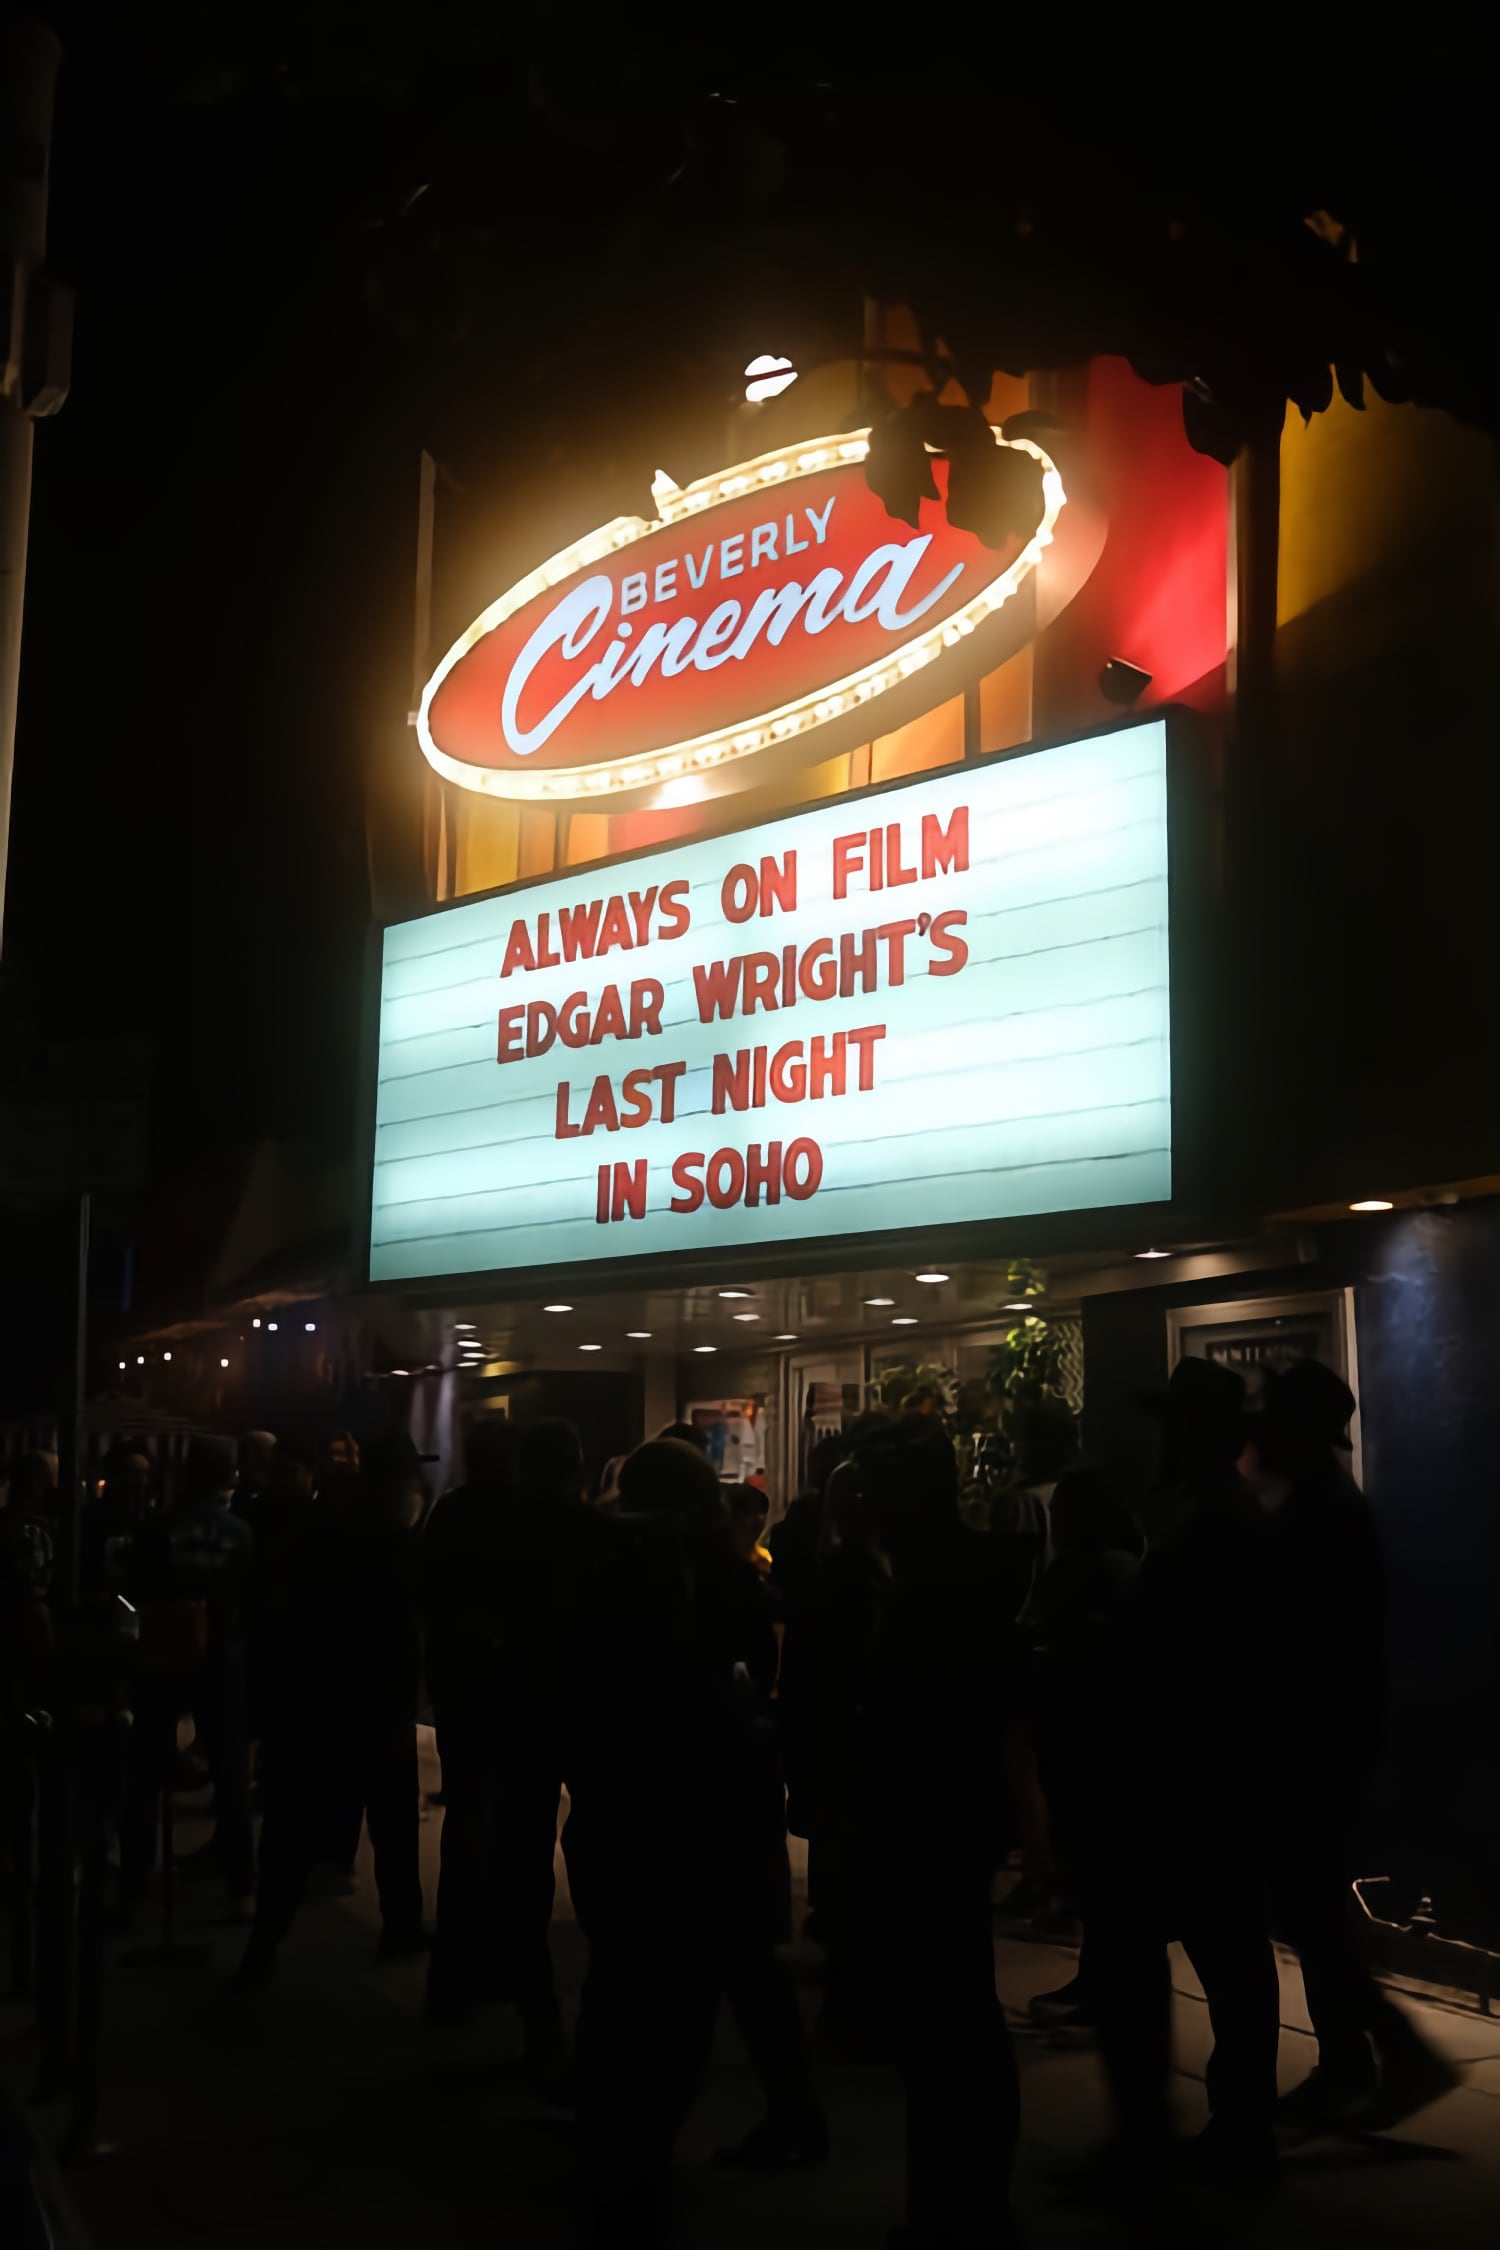 BEVERLY
Cinema
ALWAYS ON FILM
EDGAR WRIGHT'S
LAST NIGHT
IN SOHO